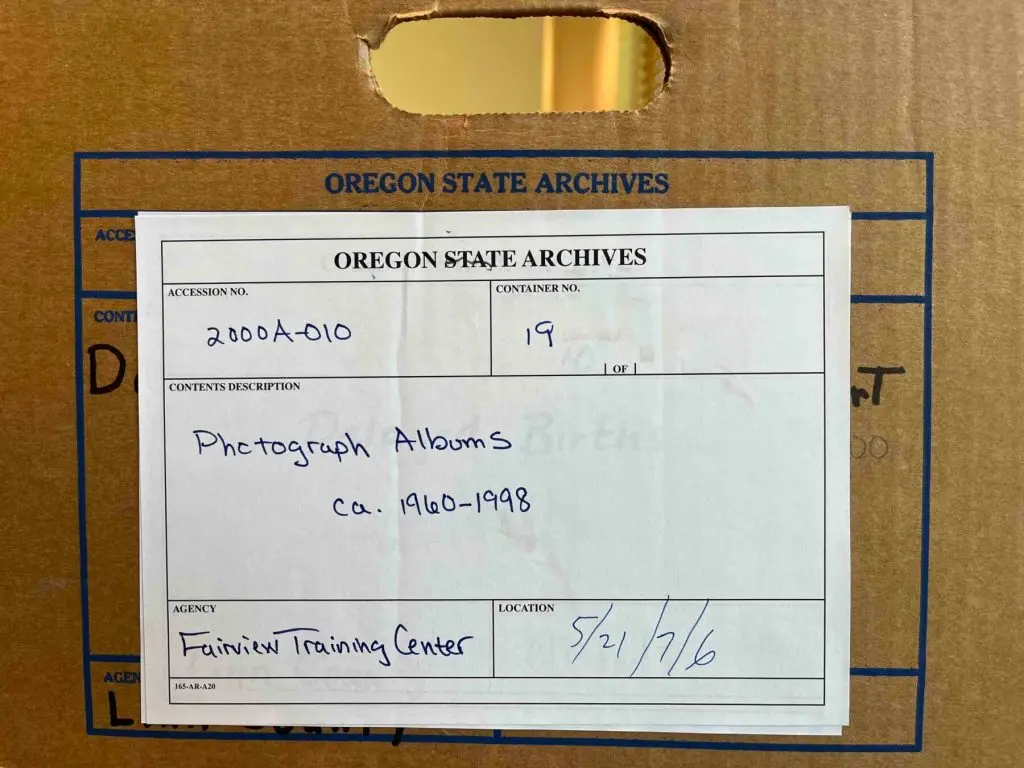 OREGON STATE ARCHIVES
OREGON STATE ARCHIVES
ACCESSION NO.
2000A-010
CONTAINER NO.
19
OF
CONTENTS DESCRIPTION
Photograph Albums
ca. 1960-1998
AGENCY
Fairview Training Center
LOCATION
5/21/7/6
165-AR-A20